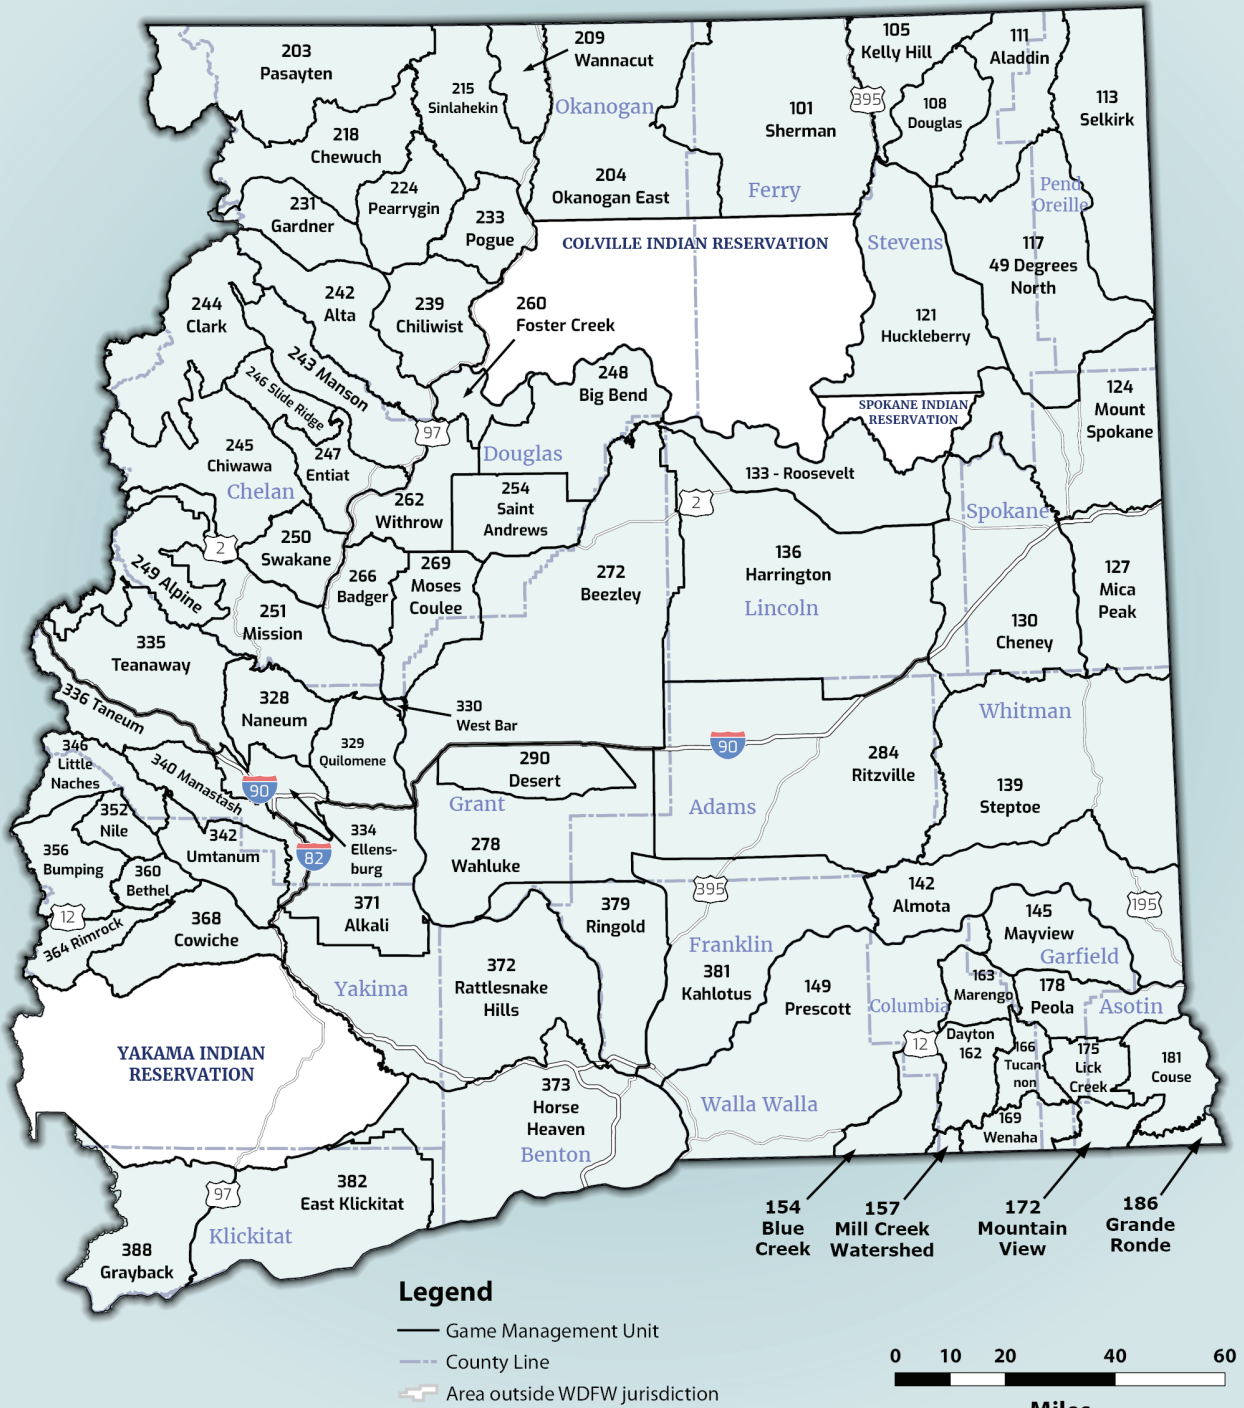 203
Pasayten
209
Wannacut
215
Sinlahekin
Okanogan
105
Kelly Hill
111
Aladdin
395
108
Douglas
113
Selkirk
101
Sherman
218
Chewuch
204
Okanogan East
Ferry
Pend
Oreille
224
Pearrygin
231
Gardner
233
Pogue
COLVILLE INDIAN RESERVATION
Stevens
117
49 Degrees
North
242
Alta
239
Chiliwist
244
Clark
260
Foster Creek
121
Huckleberry
243 Manson
246 Slide Ridge
248
Big Bend
SPOKANE INDIAN
RESERVATION
124
Mount
Spokane
97
245
Chiwawa
Chelan
247
Entiat
Douglas
262
Withrow
254
Saint
Andrews
133 - Roosevelt
2
Spokane
250
Swakane
2
249 Alpine
266
Badger
269
Moses
Coulee
272
Beezley
136
Harrington
Lincoln
127
Mica
Peak
130
Cheney
251
Mission
335
Teanaway
336 Taneum
328
Naneum
330
West Bar
329
Quilomene
Whitman
346
Little
Naches
340 Manastash
90
290
Desert
90
284
Ritzville
139
Steptoe
Grant
Adams
352
Nile
342
Umtanum
334
Ellens-
burg
82
278
Wahluke
356
Bumping
360
Bethel
12
364 Rimrock
368
Cowiche
371
Alkali
379
Ringold
395
142
Almota
195
145
Mayview
Garfield
Franklin
381
Kahlotus
149
Prescott
372
Rattlesnake
Hills
Yakima
163
Marengo
178
Peola
Columbia
Asotin
YAKAMA INDIAN
RESERVATION
12
Dayton
162
166
Tucan-
non
175
Lick
Creek
181
Couse
373
Horse
Heaven
Benton
Walla Walla
169
Wenaha
382
East Klickitat
97
Klickitat
388
Grayback
154
Blue
Creek
157
Mill Creek
Watershed
172
Mountain
View
186
Grande
Ronde
Legend
Game Management Unit
County Line
Area outside WDFW jurisdiction
0 10 20 40 60
Miles